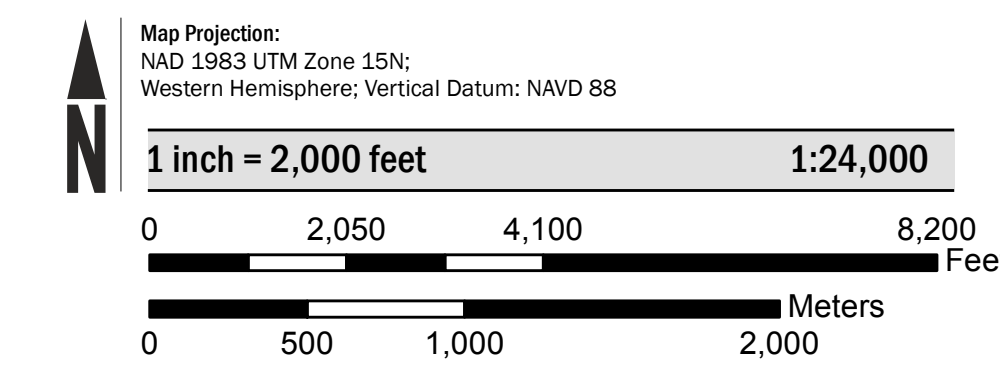 Map Projection:
NAD 1983 UTM Zone 15N;
Western Hemisphere; Vertical Datum: NAVD 88
N
1 inch = 2,000 feet 1:24,000
0 2,050 4,100 8,200
Fee
Meters
0 500 1,000 2,000